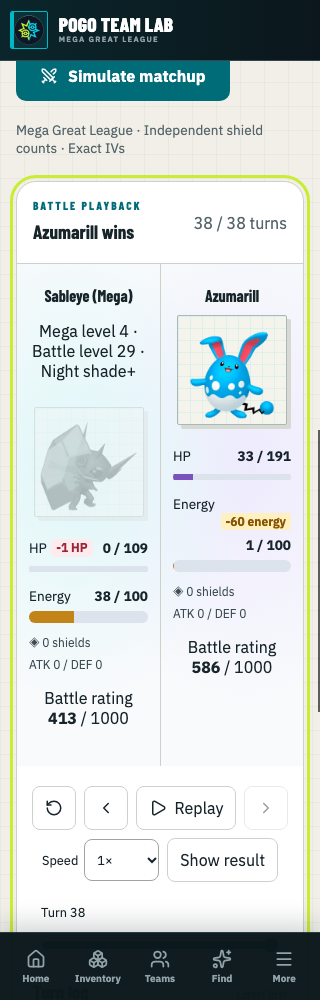 POGO TEAM LAB
MEGA GREAT LEAGUE
Simulate matchup
Mega Great League · Independent shield
counts · Exact IVs
BATTLE PLAYBACK
Azumarill wins
38 / 38 turns
Sableye (Mega)
Mega level 4 ·
Battle level 29 ·
Night shade+
HP -1 HP 0 / 109
Energy 38 / 100
◈ 0 shields
ATK 0 / DEF 0
Battle rating
413 / 1000
Azumarill
HP 33 / 191
Energy
-60 energy
1 / 100
◈ 0 shields
ATK 0 / DEF 0
Battle rating
586 / 1000
Replay
Speed 1× Show result
Turn 38
Home Inventory Teams Find More